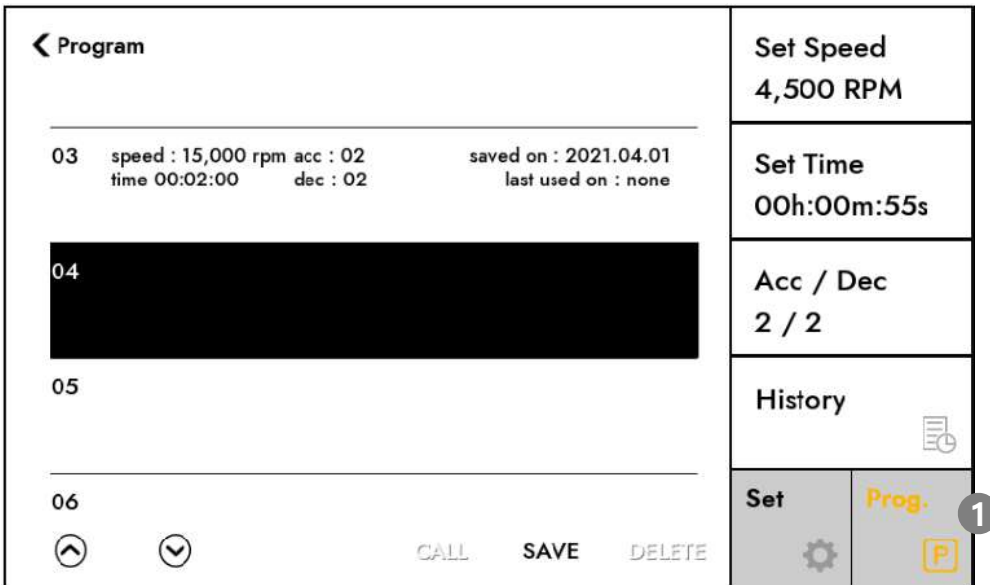 Program
03 speed : 15,000 rpm acc : 02 saved on : 2021.04.01
time 00:02:00 dec : 02 last used on : none
04
05
06
CALL SAVE DELETE
Set Speed
4,500 RPM
Set Time
00h:00m:55s
Acc / Dec
2 / 2
History
Set Prog.
P
1